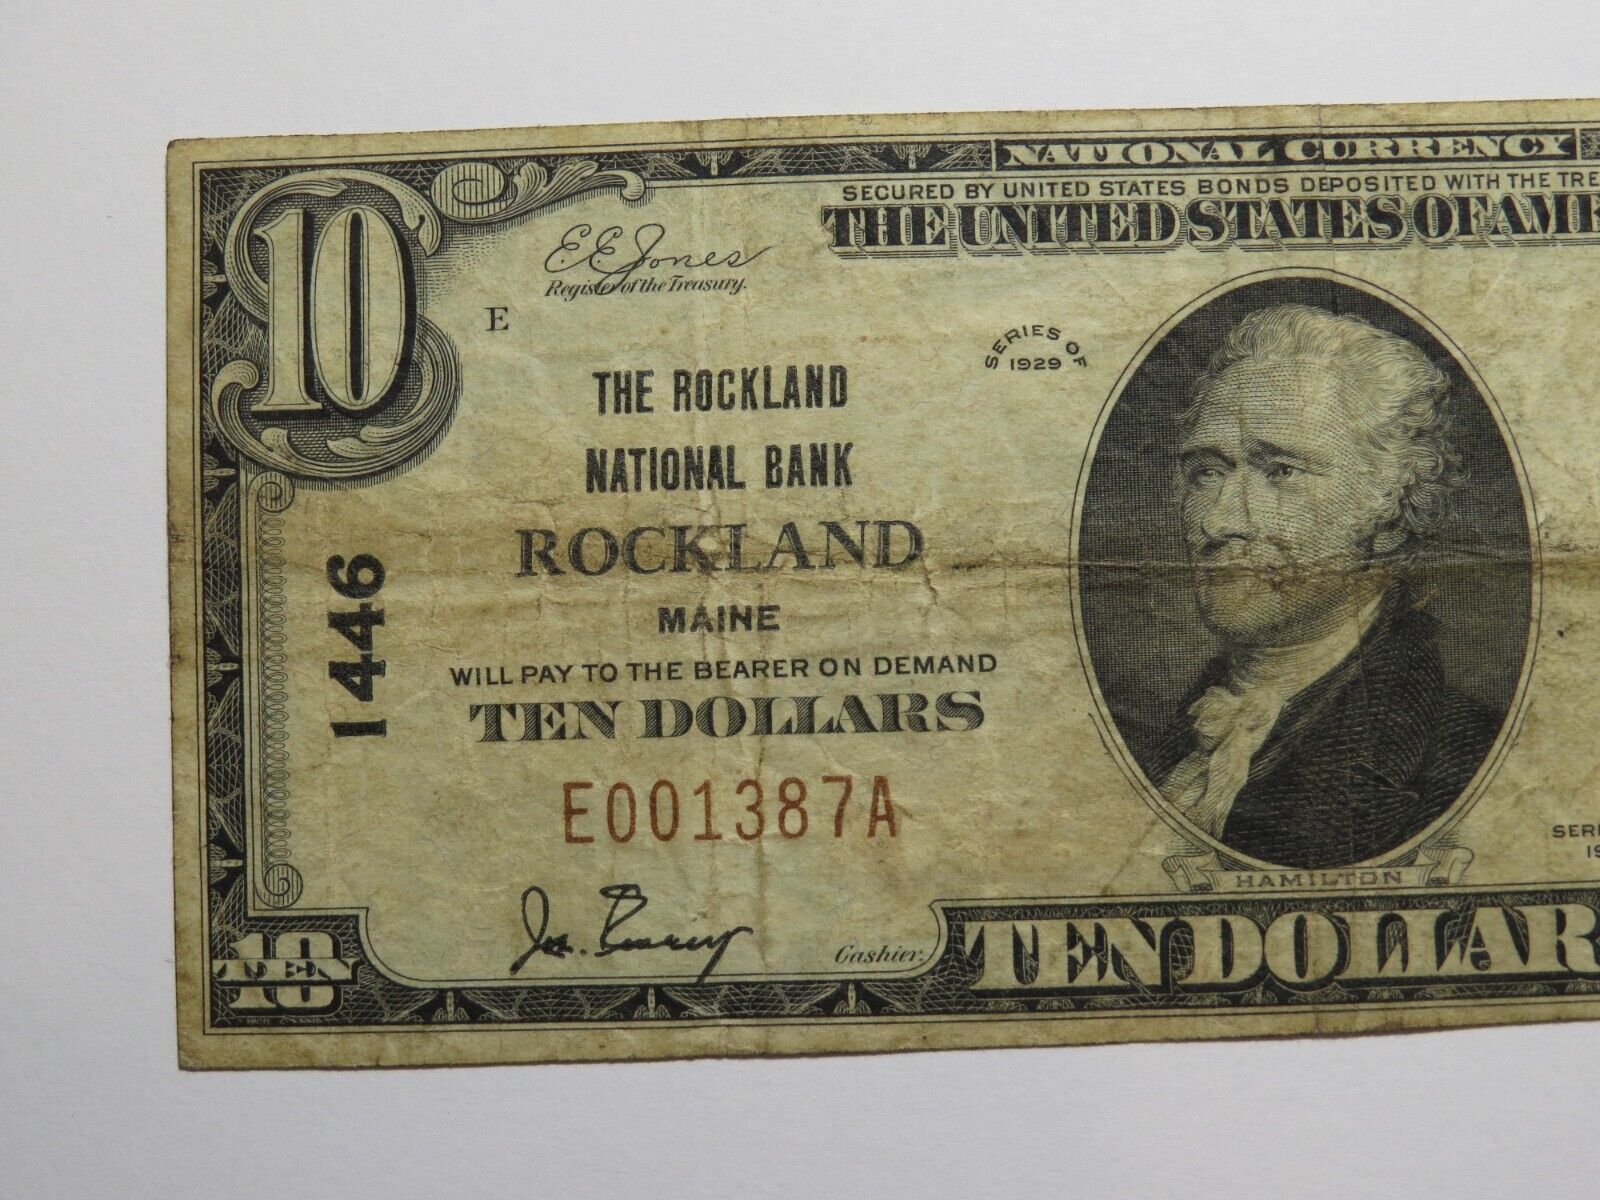 NATIONAL CURRENCY
SECURED BY UNITED STATES BONDS DEPOSITED WITH THE TRE
THE UNITED STATES OF AME
10
E.E. Jones
Register of the Treasury.
E
SERIES OF
1929
THE ROCKLAND
NATIONAL BANK
ROCKLAND
MAINE
1446
WILL PAY TO THE BEARER ON DEMAND
TEN DOLLARS
E001387A
SERI
19
HAMILTON
Cashier.
10
TEN
TEN DOLLAR